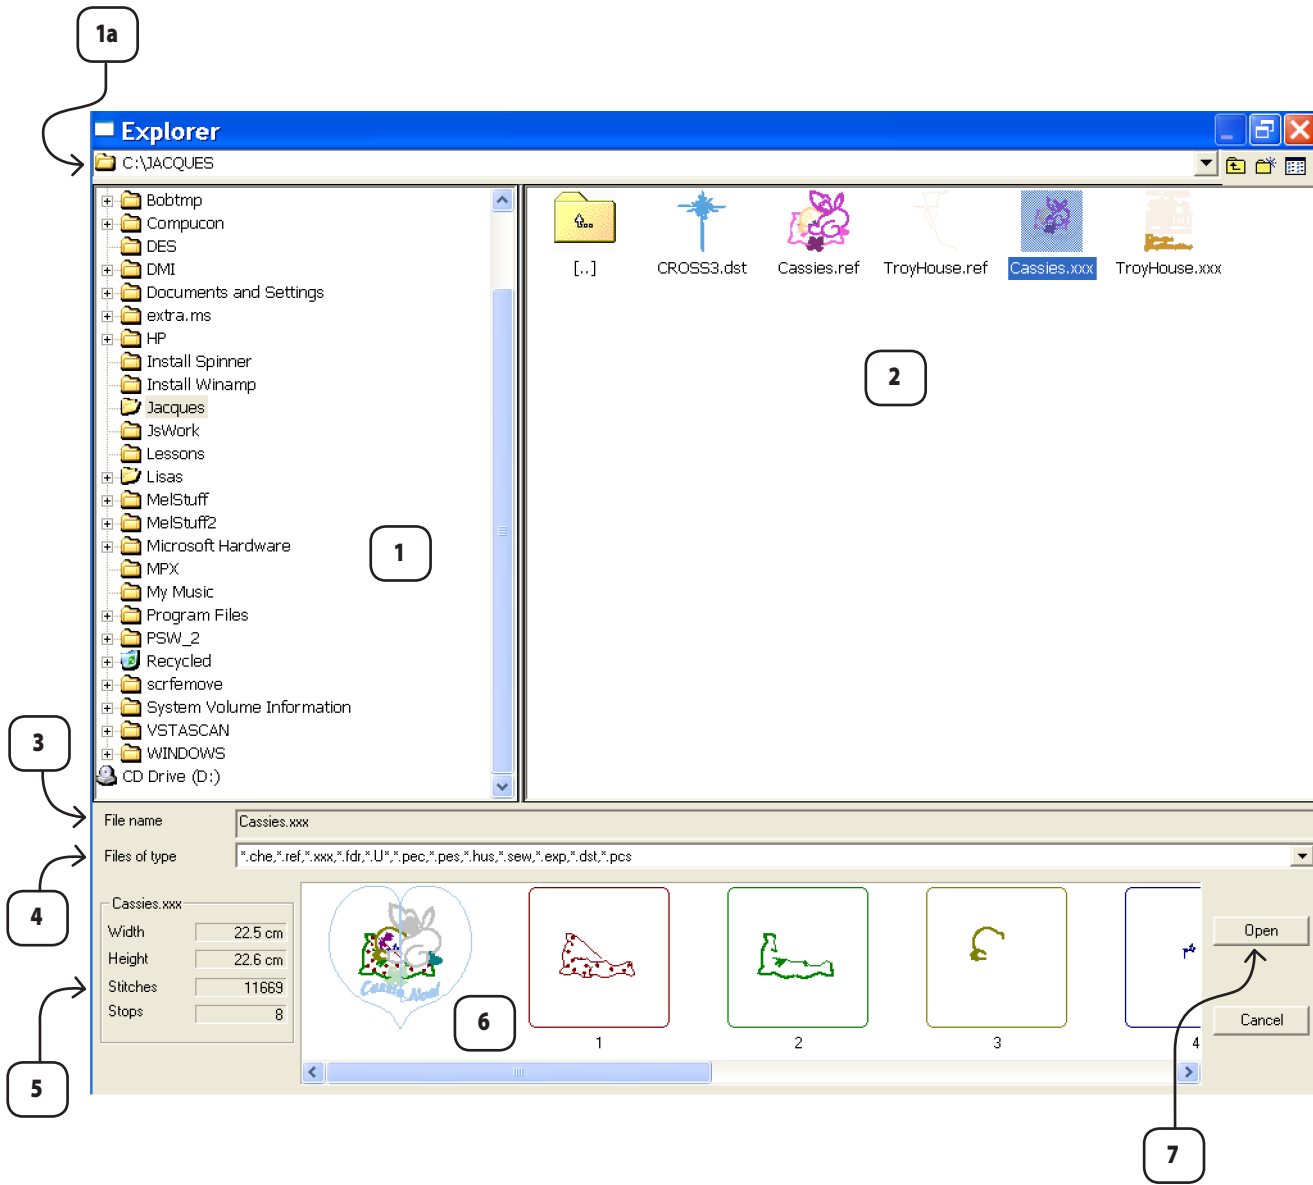 1a
Explorer
C:\JACQUES
Bobtmp
Compucon
DES
DMI
Documents and Settings
extra.ms
HP
Install Spinner
Install Winamp
Jacques
JsWork
Lessons
Lisas
MelStuff
MelStuff2
Microsoft Hardware
MPX
My Music
Program Files
PSW_2
Recycled
scrfemove
System Volume Information
VSTASCAN
WINDOWS
CD Drive (D:)
1
[..] CROSS3.dst Cassies.ref TroyHouse.ref Cassies.xxx TroyHouse.xxx
2
3
File name Cassies.xxx
Files of type *.che,*.ref,*.xxx,*.fdr,*.U*,*.pec,*.pes,*.hus,*.sew,*.exp,*.dst,*.pcs
4
Cassies.xxx
Width 22.5 cm
Height 22.6 cm
Stitches 11669
Stops 8
5
6
1 2 3 4
Open
Cancel
7